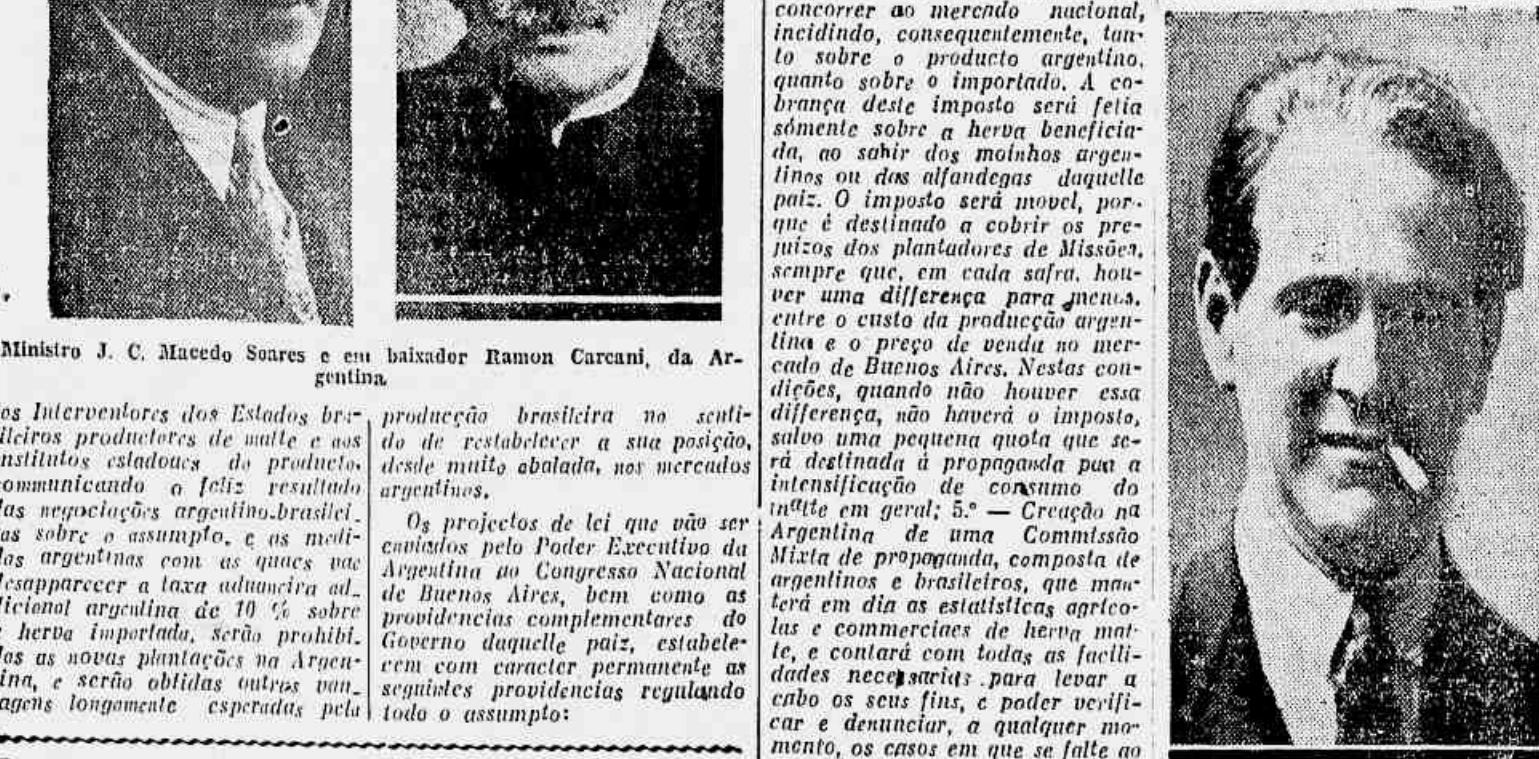 Ministro J. C. Macedo Soares e em baixador Ramon Carcani, da Ar-
gentina
os Interventores dos Estados bra-
ileiros productores de matte e aos
nstitutos estadoues do producto,
communicando o feliz resultado
das negociações argentino-brasilei-
as sobre o assumpto, e as medi-
das argentinas com as quaes vae
desapparecer a taxa aduaneira ad-
dicional argentina de 10 % sobre
a herva importada, serão prohibi-
das as novas plantações na Argen-
tina, e serão obtidas outras van-
agens longamente esperadas pela
producção brasileira no senti-
do de restabelecer a sua posição,
desde muito abalada, nos mercados
argentinos.
Os projectos de lei que vão ser
enviados pelo Poder Executivo da
Argentina ao Congresso Nacional
de Buenos Aires, bem como as
providencias complementares do
Governo daquelle paiz, estabele-
cem com caracter permanente as
seguintes providencias regulando
todo o assumpto:
concorrer ao mercado nacional,
incidindo, consequentemente, tan-
to sobre o producto argentino,
quanto sobre o importado. A co-
brança deste imposto será fetia
sómente sobre a herva beneficia-
da, ao sahir dos moinhos argen-
tinos ou das alfandegas daquelle
paiz. O imposto será movel, por-
que é destinado a cobrir os pre-
juizos dos plantadores de Missões,
sempre que, em cada safra, hou-
ver uma differença para menos,
entre o custo da producção argen-
tina e o preço de venda no mer-
cado de Buenos Aires. Nestas con-
dições, quando não houver essa
differença, não haverá o imposto,
salvo uma pequena quota que se-
rá destinada á propaganda paa a
intensificação de consumo do
matte em geral; 5.° — Creação na
Argentina de uma Commissão
Mixta de propaganda, composta de
argentinos e brasileiros, que man-
terá em dia as estatisticas agrico-
las e commerciaes de herva mat-
te, e contará com todas as facili-
dades necessarias para levar a
cabo os seus fins, e poder verifi-
car e denunciar, a qualquer mo-
mento, os casos em que se falte ao